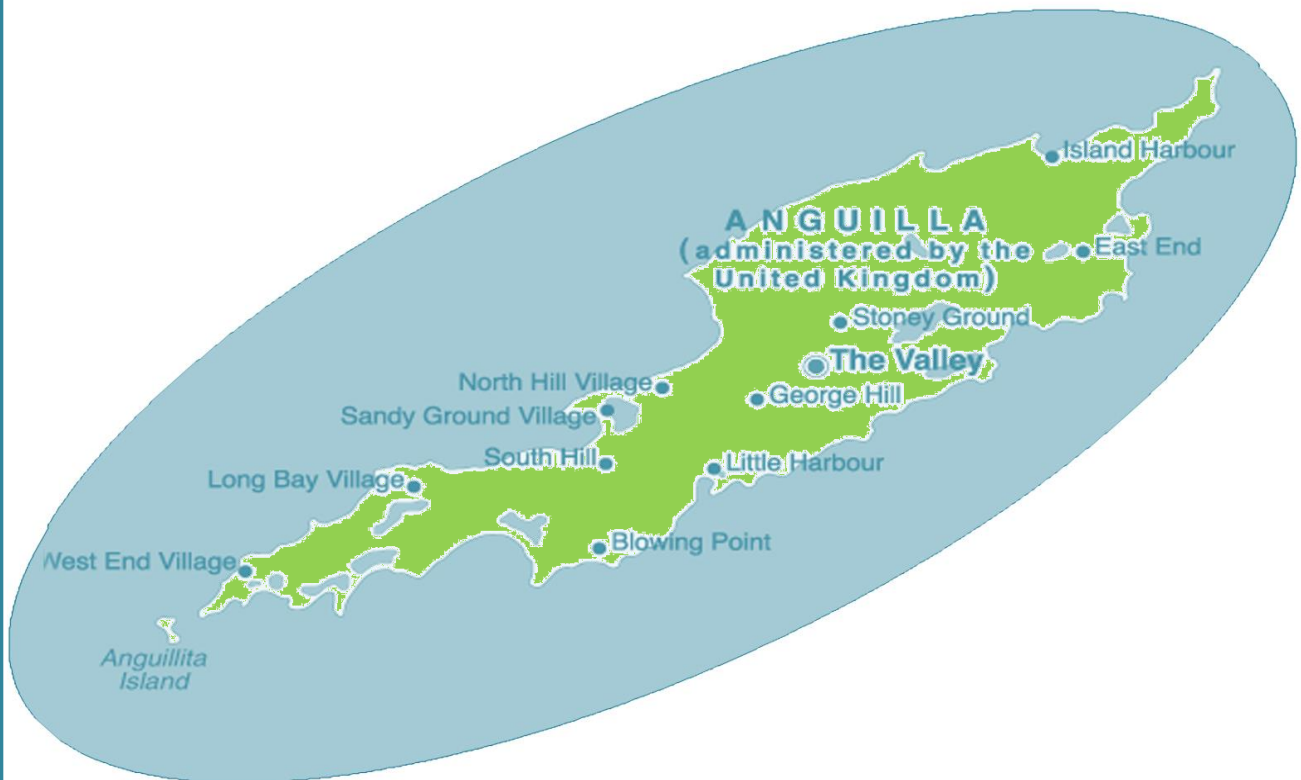 Island Harbour
ANGUILLA
(administered by the
United Kingdom)
East End
Stoney Ground
The Valley
North Hill Village
George Hill
Sandy Ground Village
South Hill
Little Harbour
Long Bay Village
Blowing Point
West End Village
Anguillita
Island